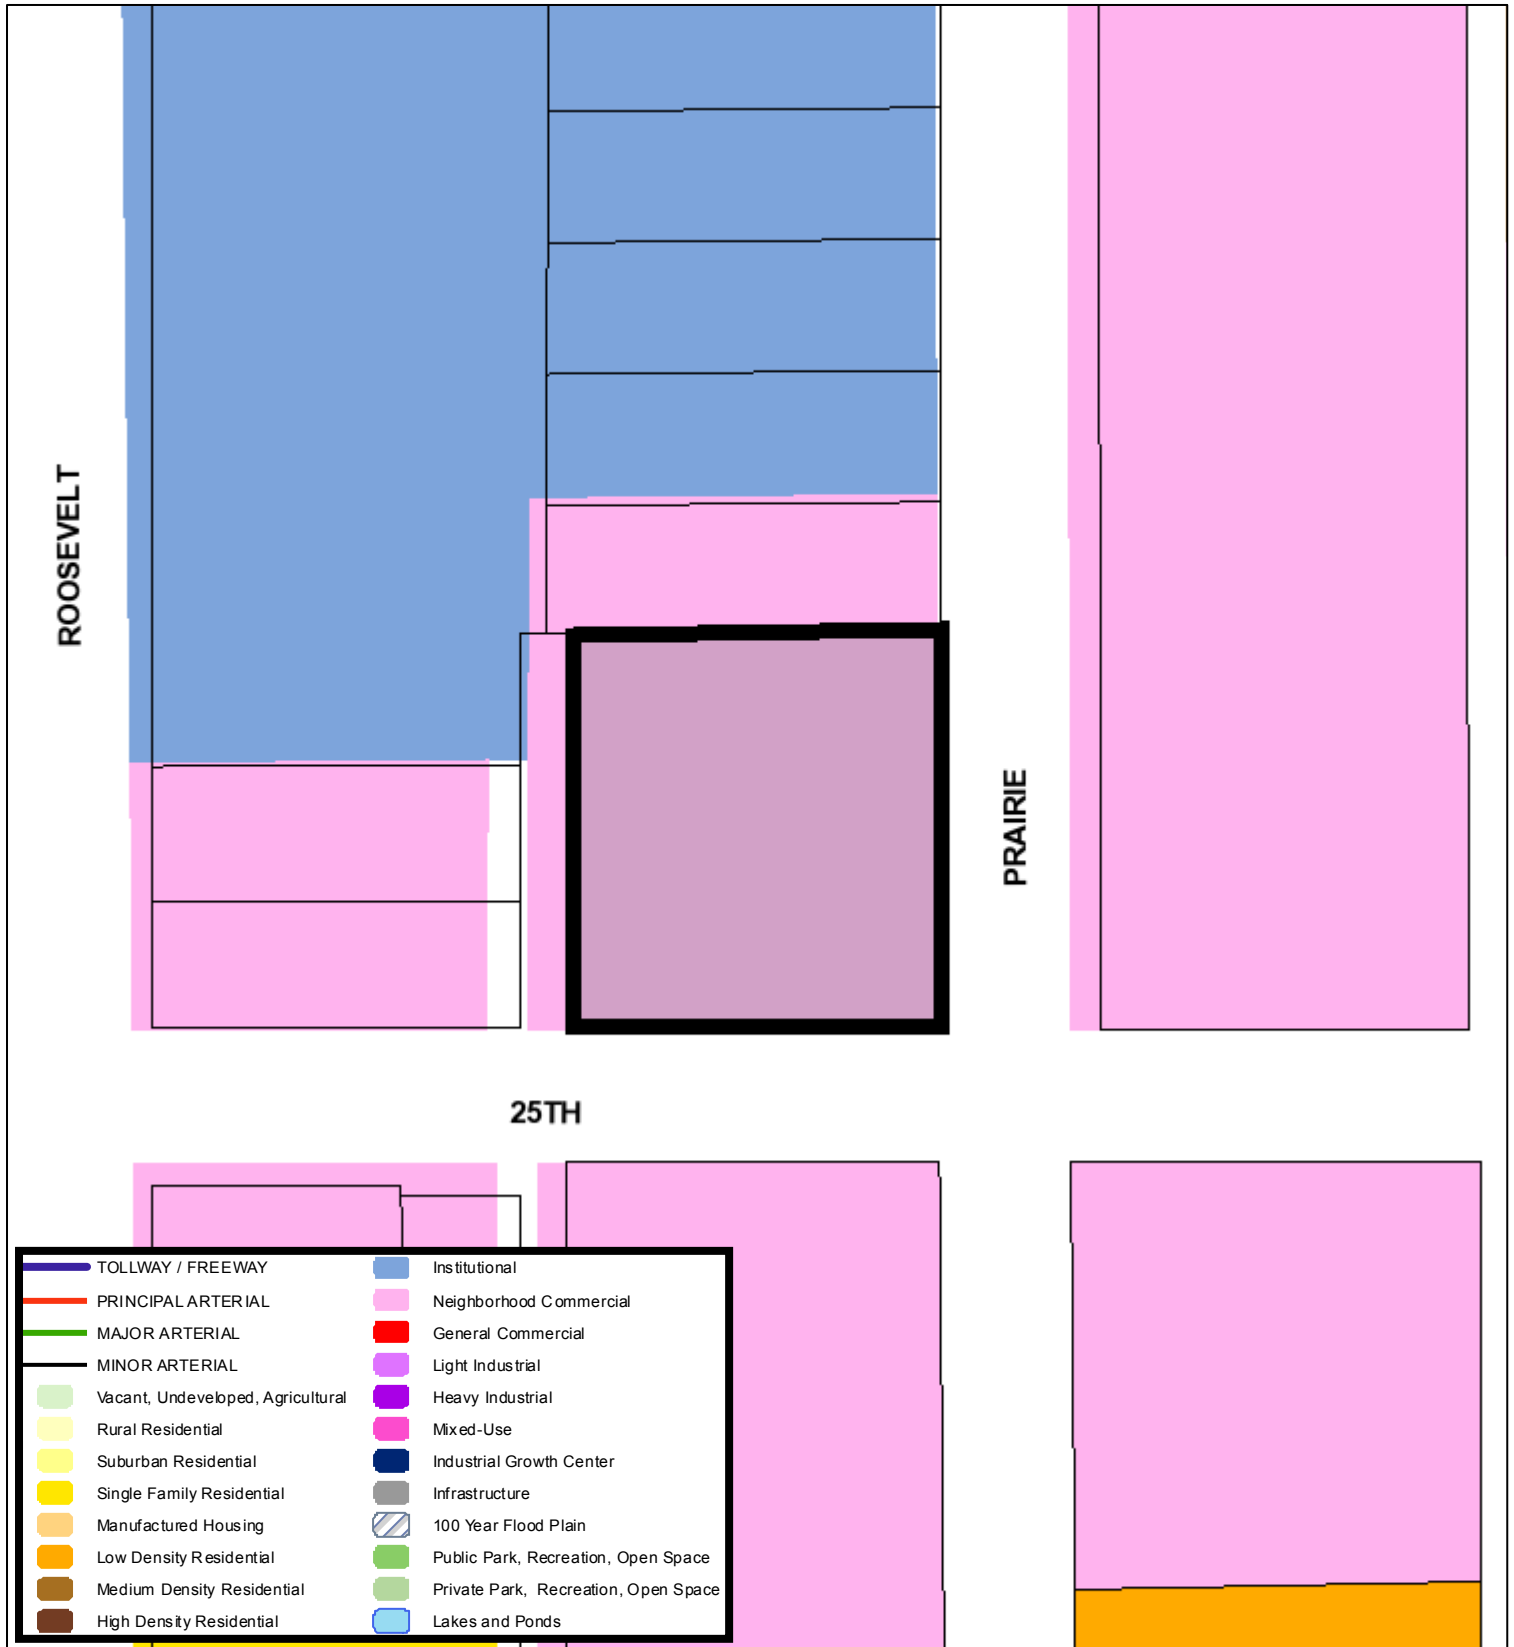 ROOSEVELT
PRAIRIE
25TH
TOLLWAY / FREEWAY
PRINCIPAL ARTERIAL
MAJOR ARTERIAL
MINOR ARTERIAL
Vacant, Undeveloped, Agricultural
Rural Residential
Suburban Residential
Single Family Residential
Manufactured Housing
Low Density Residential
Medium Density Residential
High Density Residential
Institutional
Neighborhood Commercial
General Commercial
Light Industrial
Heavy Industrial
Mixed-Use
Industrial Growth Center
Infrastructure
100 Year Flood Plain
Public Park, Recreation, Open Space
Private Park, Recreation, Open Space
Lakes and Ponds